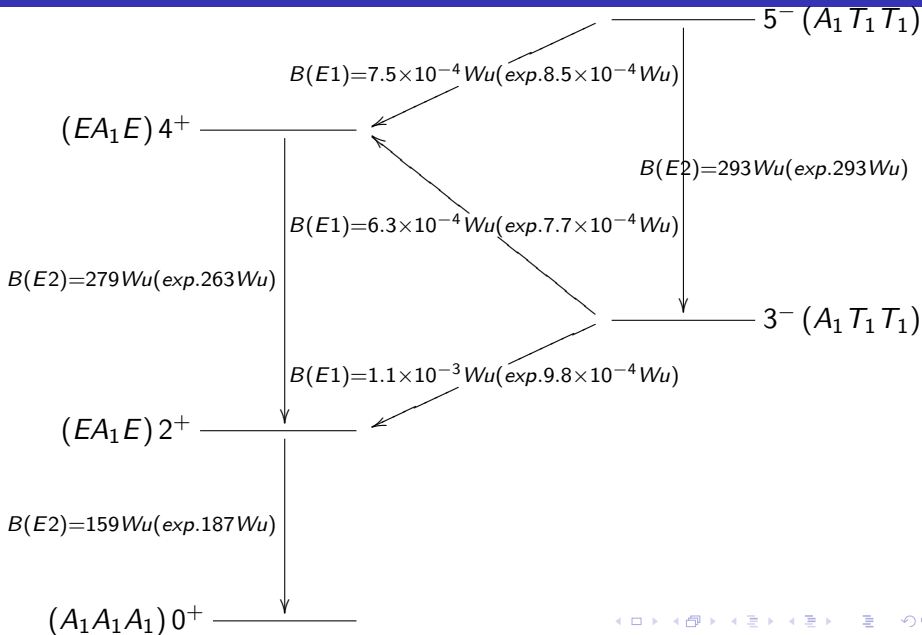 5⁻ (A₁T₁T₁)
B(E1)=7.5×10⁻⁴Wu(exp.8.5×10⁻⁴Wu)
(EA₁E) 4⁺
B(E2)=293Wu(exp.293Wu)
B(E1)=6.3×10⁻⁴Wu(exp.7.7×10⁻⁴Wu)
B(E2)=279Wu(exp.263Wu)
3⁻ (A₁T₁T₁)
B(E1)=1.1×10⁻³Wu(exp.9.8×10⁻⁴Wu)
(EA₁E) 2⁺
B(E2)=159Wu(exp.187Wu)
(A₁A₁A₁) 0⁺